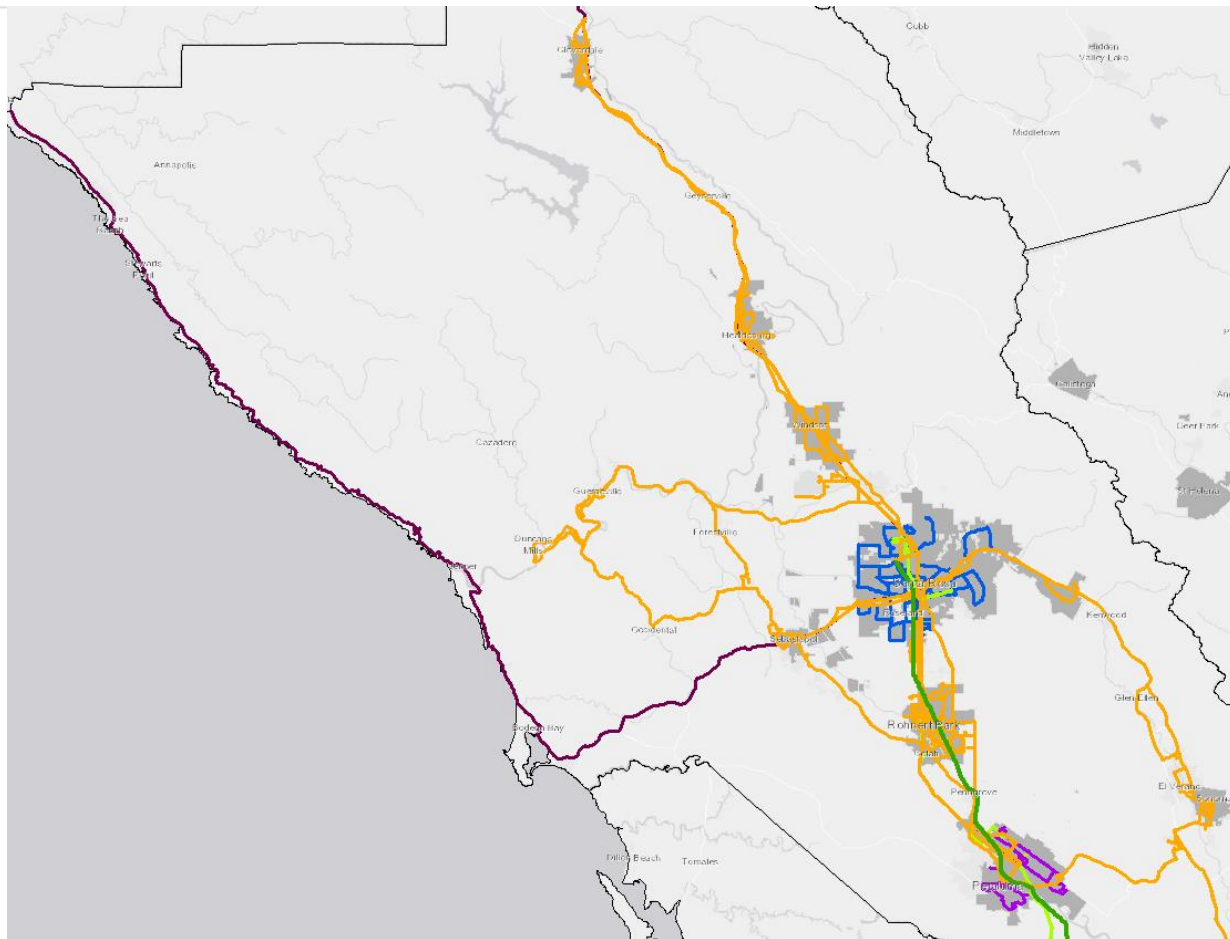 Cobb
Hidden
Valley Lake
Cloverdale
Middletown
Annapolis
Geyserville
The Sea
Ranch
Stewarts
Point
Healdsburg
Calistoga
Windsor
Deer Park
Cazadero
Guerneville
St Helena
Forestville
Duncans
Mills
Jenner
Santa Rosa
Roseland
Kenwood
Occidental
Sebastopol
Glen Ellen
Bodega Bay
Rohnert Park
Cotati
Penngrove
El Verano
Sonoma
Dillon Beach
Tomales
Petaluma